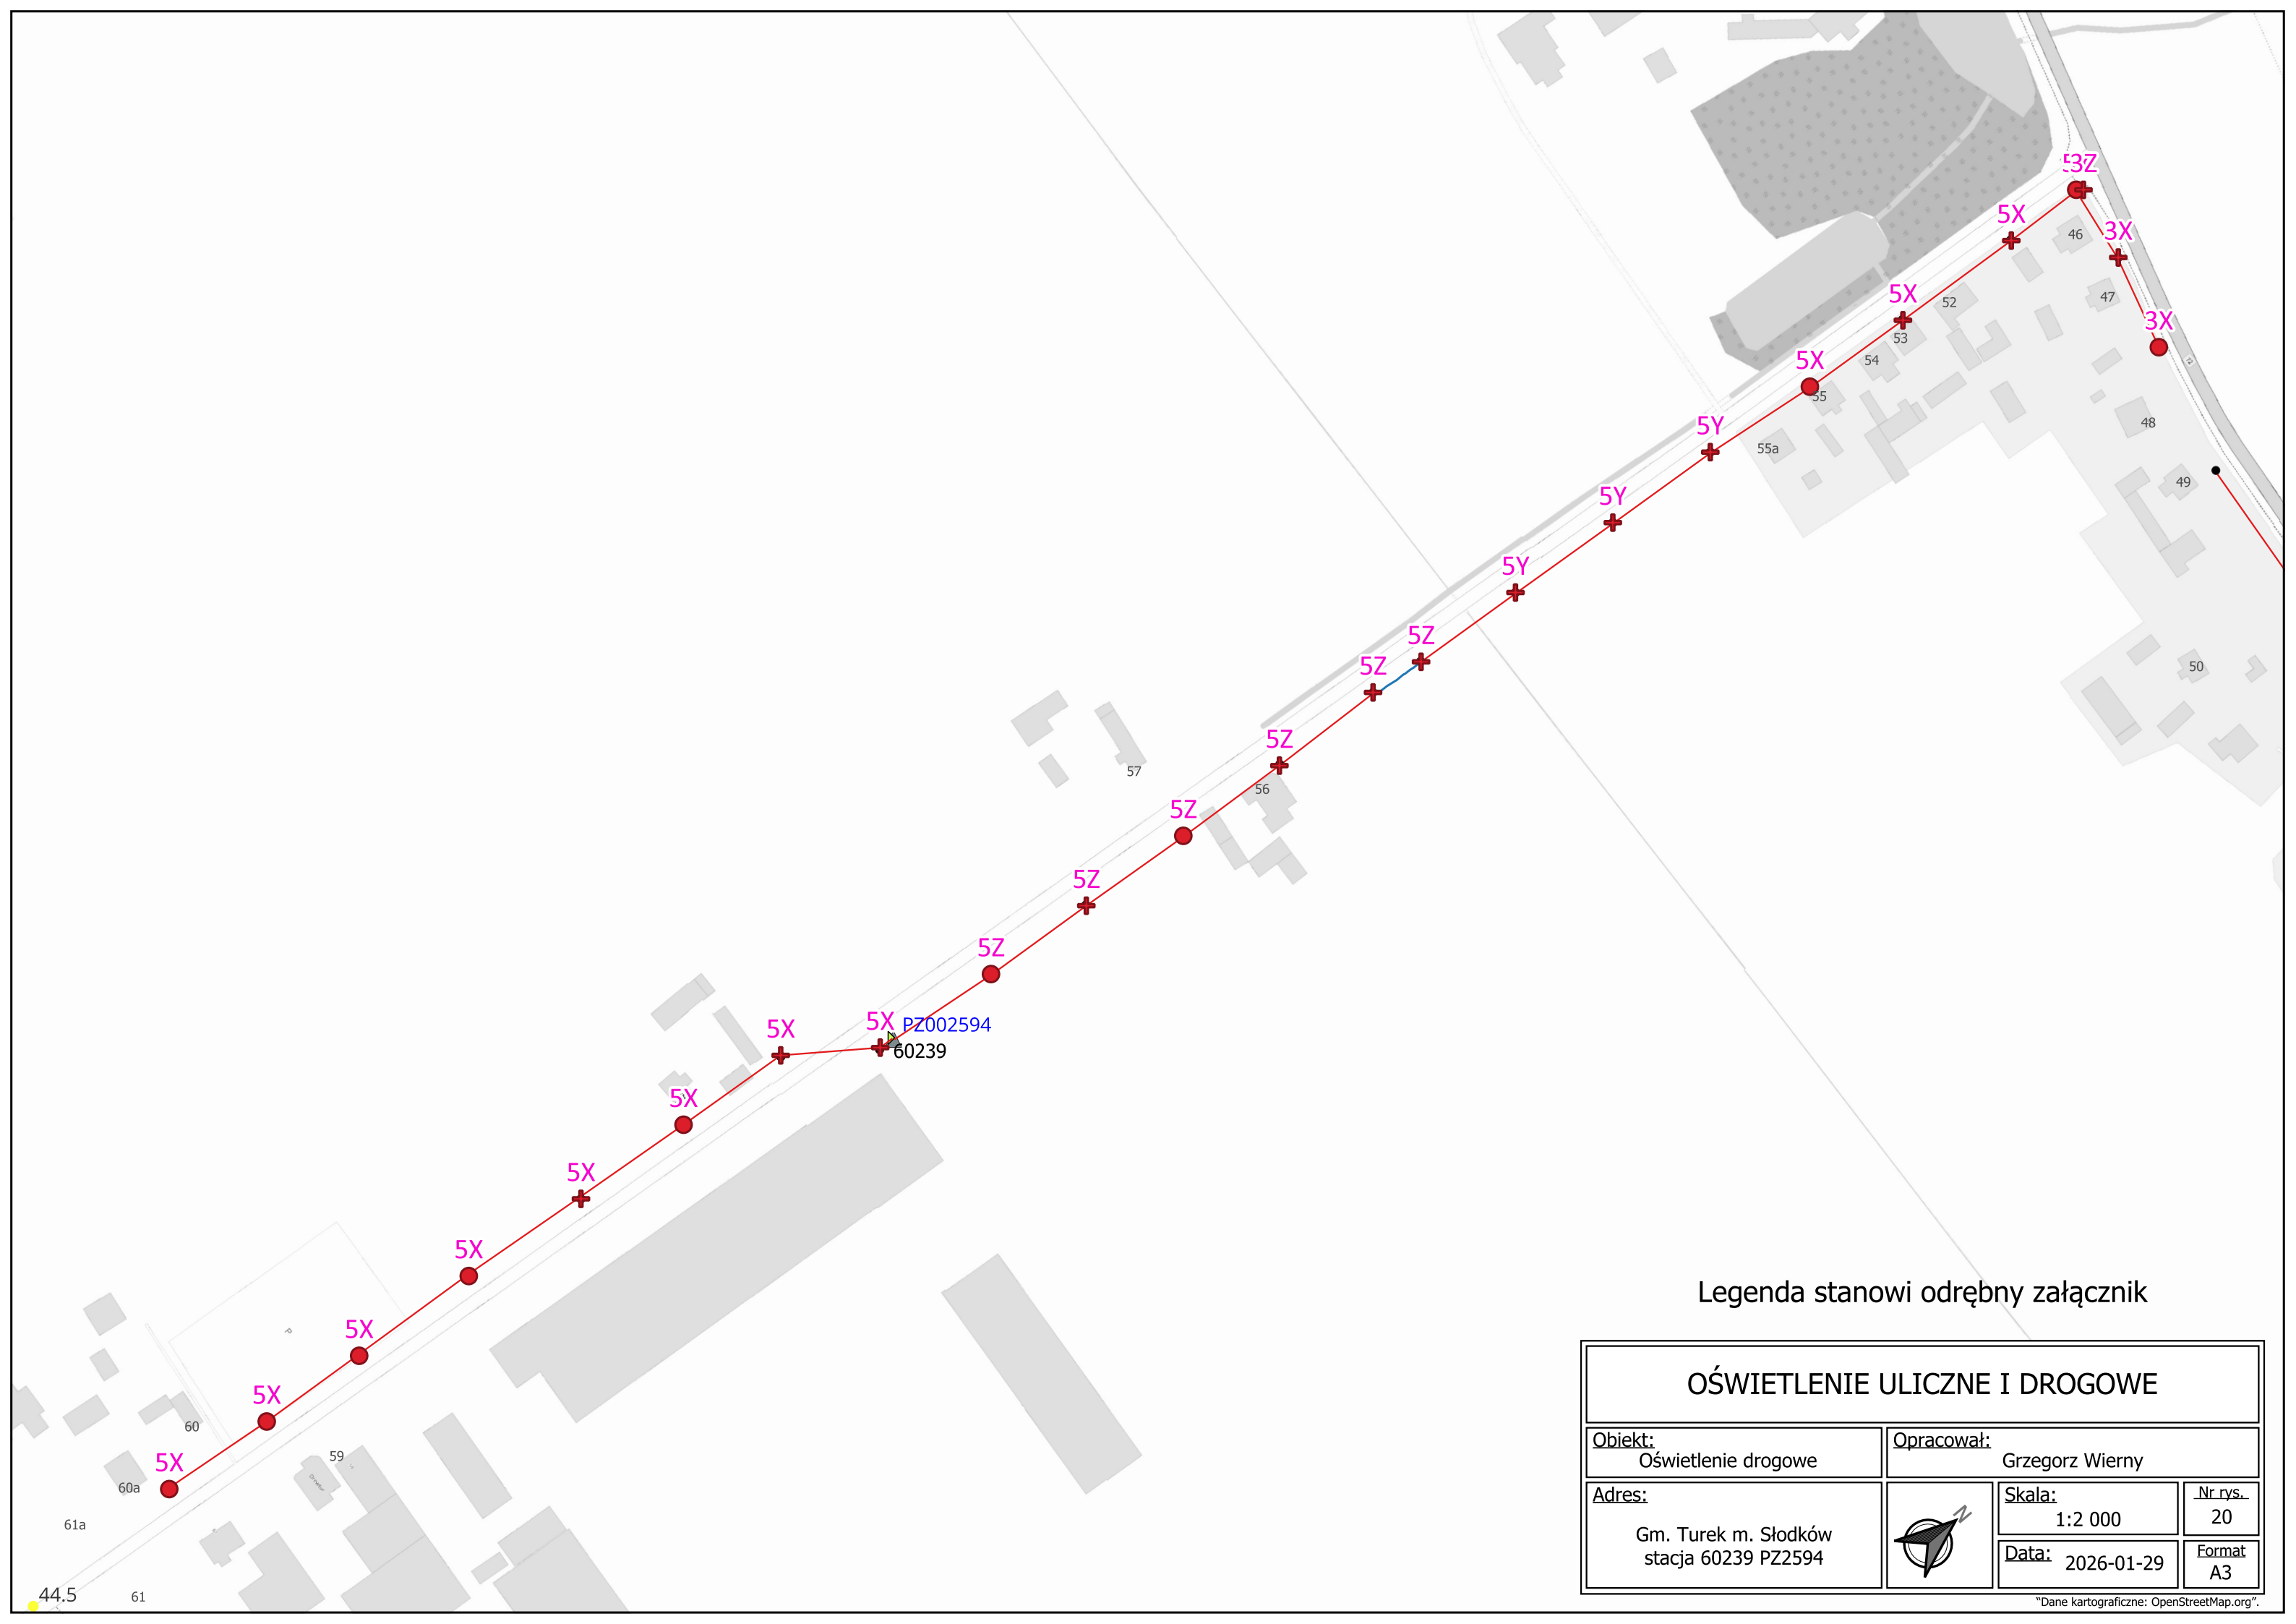 3Z
5X
46
3X
5X
47
52
3X
53
5X
54
72
55
5Y
48
55a
49
5Y
5Y
5Z
5Z
50
5Z
57
56
5Z
5Z
5Z
5X
PZ002594
5X
60239
5X
5X
5X
Legenda stanowi odrębny załącznik
5X
P
OŚWIETLENIE ULICZNE I DROGOWE
5X
60
Obiekt:
Oświetlenie drogowe
Opracował:
Grzegorz Wierny
59
5X
60a
Adres:
Gm. Turek m. Słodków
stacja 60239 PZ2594
N
Skala:
1:2 000
Nr rys.
20
61a
Data: 2026-01-29
Format
A3
44.5
61
"Dane kartograficzne: OpenStreetMap.org".